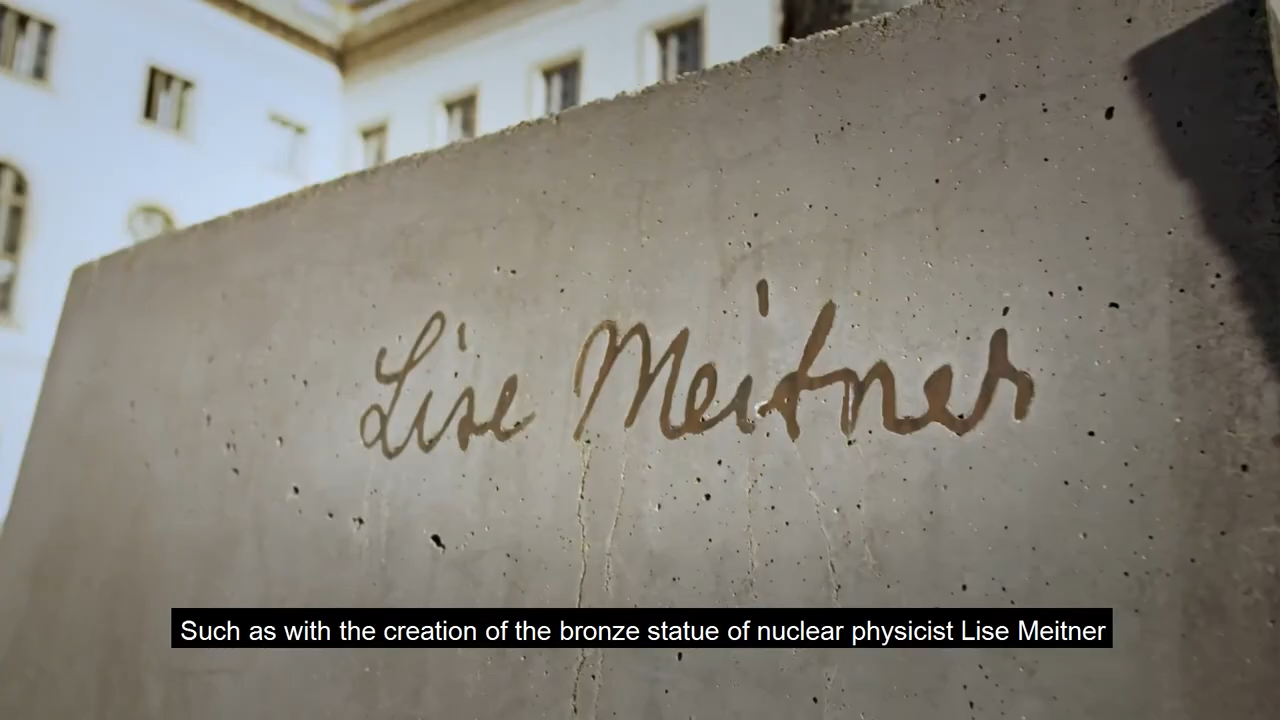 Lise Meitner
Such as with the creation of the bronze statue of nuclear physicist Lise Meitner